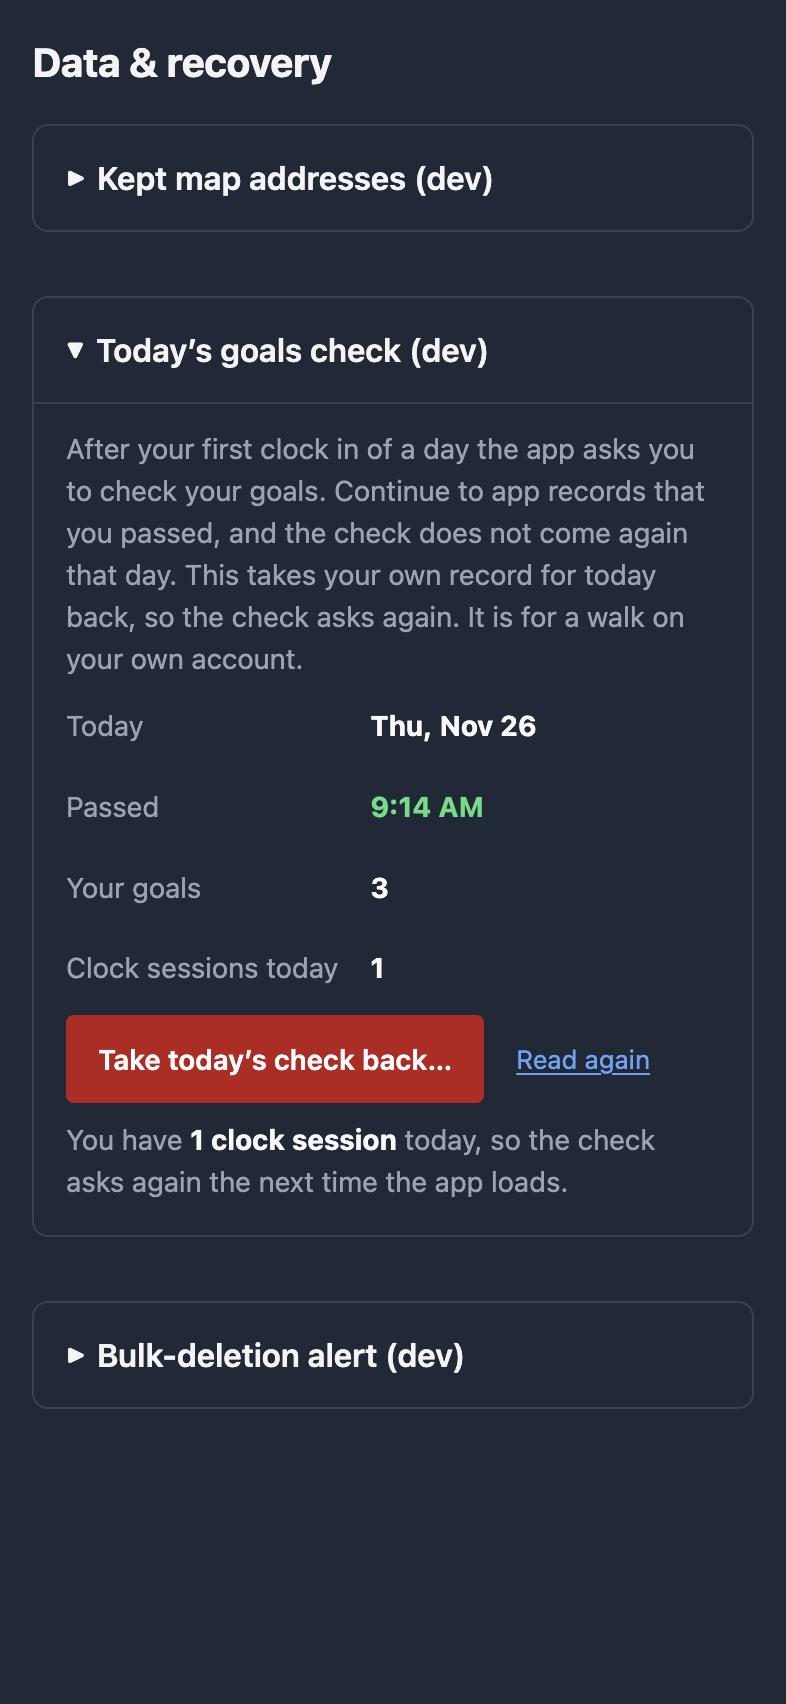 Data & recovery
Kept map addresses (dev)
Today’s goals check (dev)
After your first clock in of a day the app asks you
to check your goals. Continue to app records that
you passed, and the check does not come again
that day. This takes your own record for today
back, so the check asks again. It is for a walk on
your own account.
Today Thu, Nov 26
Passed 9:14 AM
Your goals 3
Clock sessions today 1
Take today’s check back… Read again
You have 1 clock session today, so the check
asks again the next time the app loads.
Bulk-deletion alert (dev)